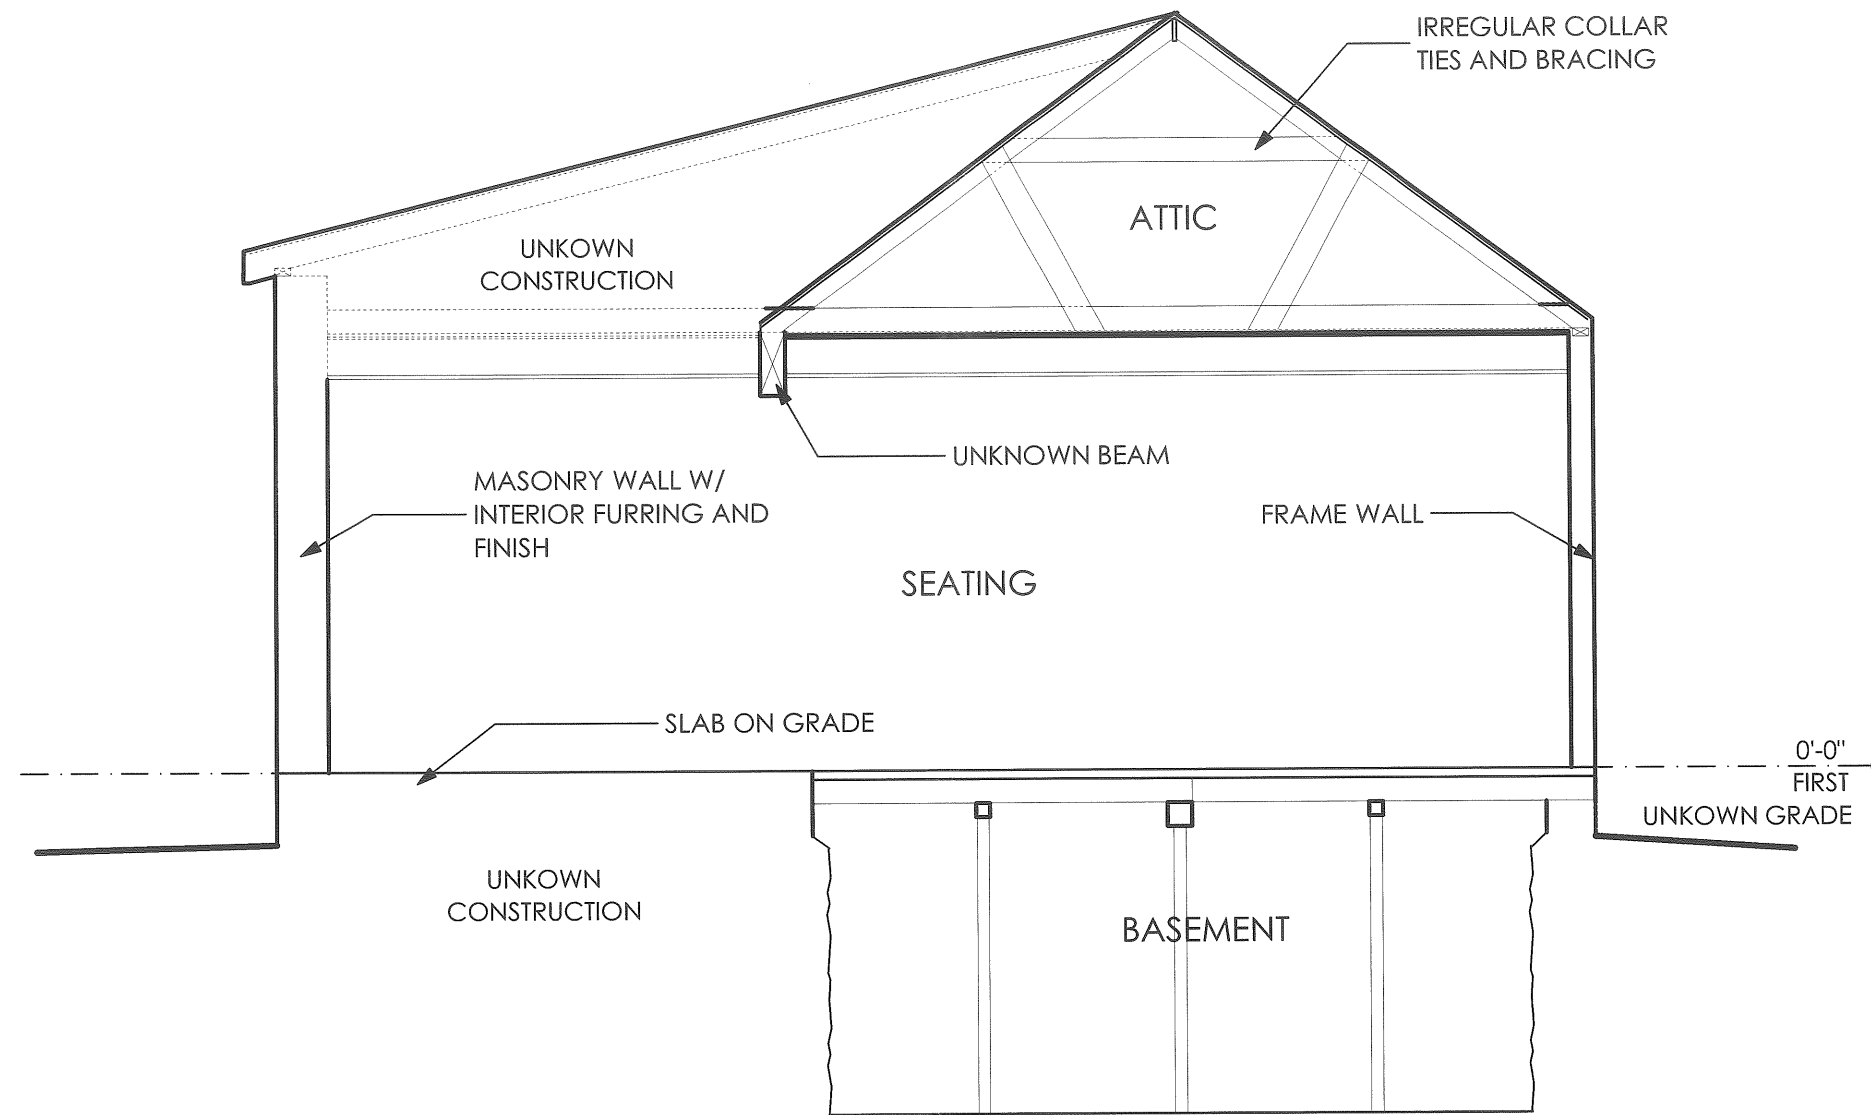 IRREGULAR COLLAR
TIES AND BRACING
ATTIC
UNKOWN
CONSTRUCTION
UNKNOWN BEAM
MASONRY WALL W/
INTERIOR FURRING AND
FINISH
FRAME WALL
SEATING
SLAB ON GRADE
0'-0"
FIRST
UNKOWN GRADE
UNKOWN
CONSTRUCTION
BASEMENT